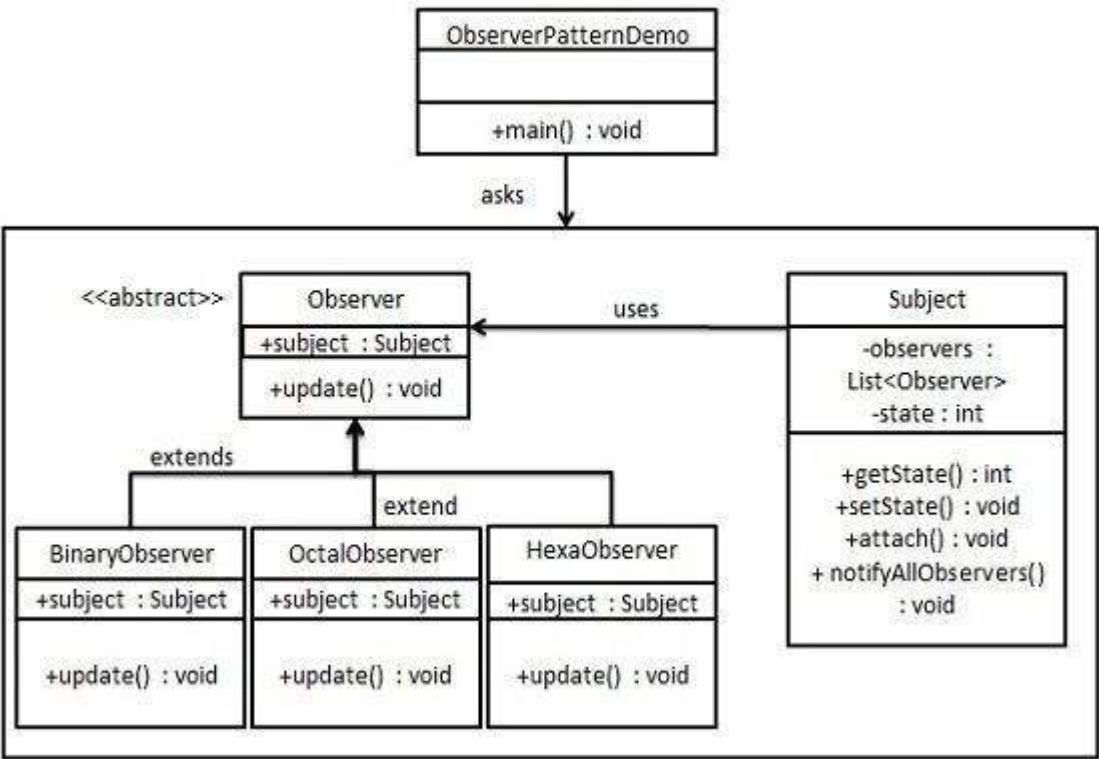 ObserverPatternDemo
+main() : void
asks
<<abstract>>
Observer
+subject : Subject
+update() : void
uses
Subject
-observers :
List<Observer>
-state : int
+getState() : int
+setState() : void
+attach() : void
+ notifyAllObservers()
: void
extends
extend
BinaryObserver
+subject : Subject
+update() : void
OctalObserver
+subject : Subject
+update() : void
HexaObserver
+subject : Subject
+update() : void